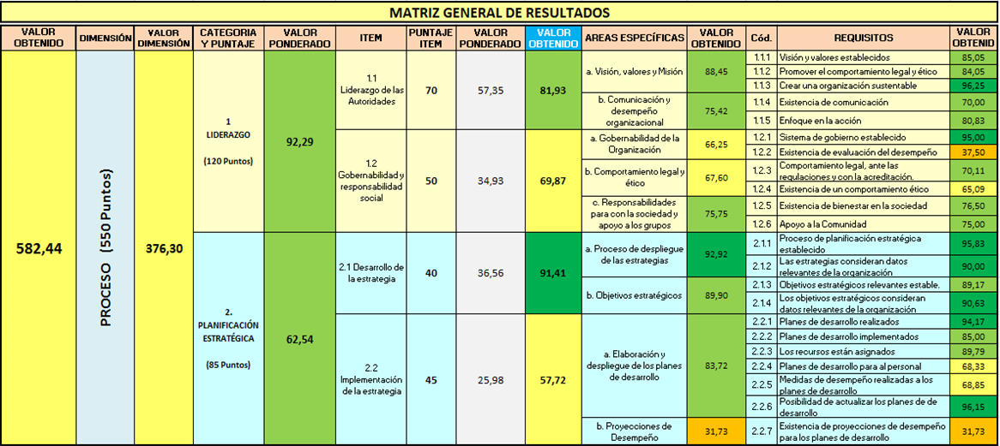 MATRIZ GENERAL DE RESULTADOS
VALOR OBTENIDO
DIMENSIÓN
VALOR DIMENSIÓN
CATEGORIA Y PUNTAJE
VALOR PONDERADO
ITEM
PUNTAJE ITEM
VALOR PONDERADO
VALOR OBTENIDO
AREAS ESPECÍFICAS
VALOR OBTENIDO
Cód.
REQUISITOS
VALOR OBTENID
582,44
PROCESO (550 Puntos)
376,30
1
LIDERAZGO
(120 Puntos)
92,29
1.1
Liderazgo de las
Autoridades
70
57,35
81,93
a. Visión, valores y Misión
88,45
1.1.1 Visión y valores establecidos 85,05
1.1.2 Promover el comportamiento legal y ético 84,05
1.1.3 Crear una organización sustentable 96,25
b. Comunicación y
desempeño
organizacional
75,42
1.1.4 Existencia de comunicación 70,00
1.1.5 Enfoque en la acción 80,83
1.2
Gobernabilidad y
responsabilidad
social
50
34,93
69,87
a. Gobernabilidad de la
Organización
66,25
1.2.1 Sistema de gobierno establecido 95,00
1.2.2 Existencia de evaluación del desempeño 37,50
b. Comportamiento legal y
ético
67,60
1.2.3 Comportamiento legal, ante las
regulaciones y con la acreditación. 70,11
1.2.4 Existencia de un comportamiento ético 65,09
c. Responsabilidades
para con la sociedad y
apoyo a los grupos
75,75
1.2.5 Existencia de bienestar en la sociedad 76,50
1.2.6 Apoyo a la Comunidad 75,00
2.
PLANIFICACIÓN
ESTRATÉGICA
(85 Puntos)
62,54
2.1 Desarrollo de
la estrategia
40
36,56
91,41
a. Proceso de despliegue
de las estrategias
92,92
2.1.1 Proceso de planificación estratégica
establecido 95,83
2.1.2 Las estrategias consideran datos
relevantes de la organización 90,00
b. Objetivos estratégicos
89,90
2.1.3 Objetivos estratégicos relevantes estable. 89,17
2.1.4 Los objetivos estratégicos consideran
datos relevantes de la organización 90,63
2.2
Implementación
de la estrategia
45
25,98
57,72
a. Elaboración y
despliegue de los planes
de desarrollo
83,72
2.2.1 Planes de desarrollo realizados 94,17
2.2.2 Planes de desarrollo implementados 85,00
2.2.3 Los recursos están asignados 89,79
2.2.4 Planes de desarrollo para al personal 68,33
2.2.5 Medidas de desempeño realizadas a los
planes de desarrollo 68,85
2.2.6 Posibilidad de actualizar los planes de de
desarrollo 96,15
b. Proyecciones de
Desempeño
31,73
2.2.7 Existencia de proyecciones de desempeño
para los planes de desarrollo 31,73